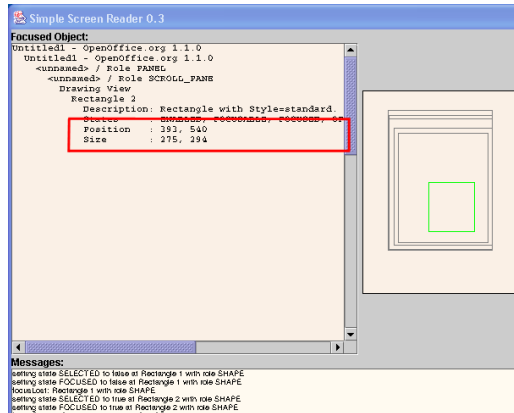 Simple Screen Reader 0.3
Focused Object:
Untitled1 - OpenOffice.org 1.1.0
Untitled1 - OpenOffice.org 1.1.0
<unnamed> / Role PANEL
<unnamed> / Role SCROLL_PANE
Drawing View
Rectangle 2
Description: Rectangle with Style=standard.
States : ENABLED, FOCUSABLE, FOCUSED,
Position : 393, 540
Size : 275, 294
Messages:
setting state SELECTED to false at Rectangle 1 with role SHAPE
setting state FOCUSED to false at Rectangle 1 with role SHAPE
focusLost: Rectangle 1 with role SHAPE
setting state SELECTED to true at Rectangle 2 with role SHAPE
setting state FOCUSED to true at Rectangle 2 with role SHAPE